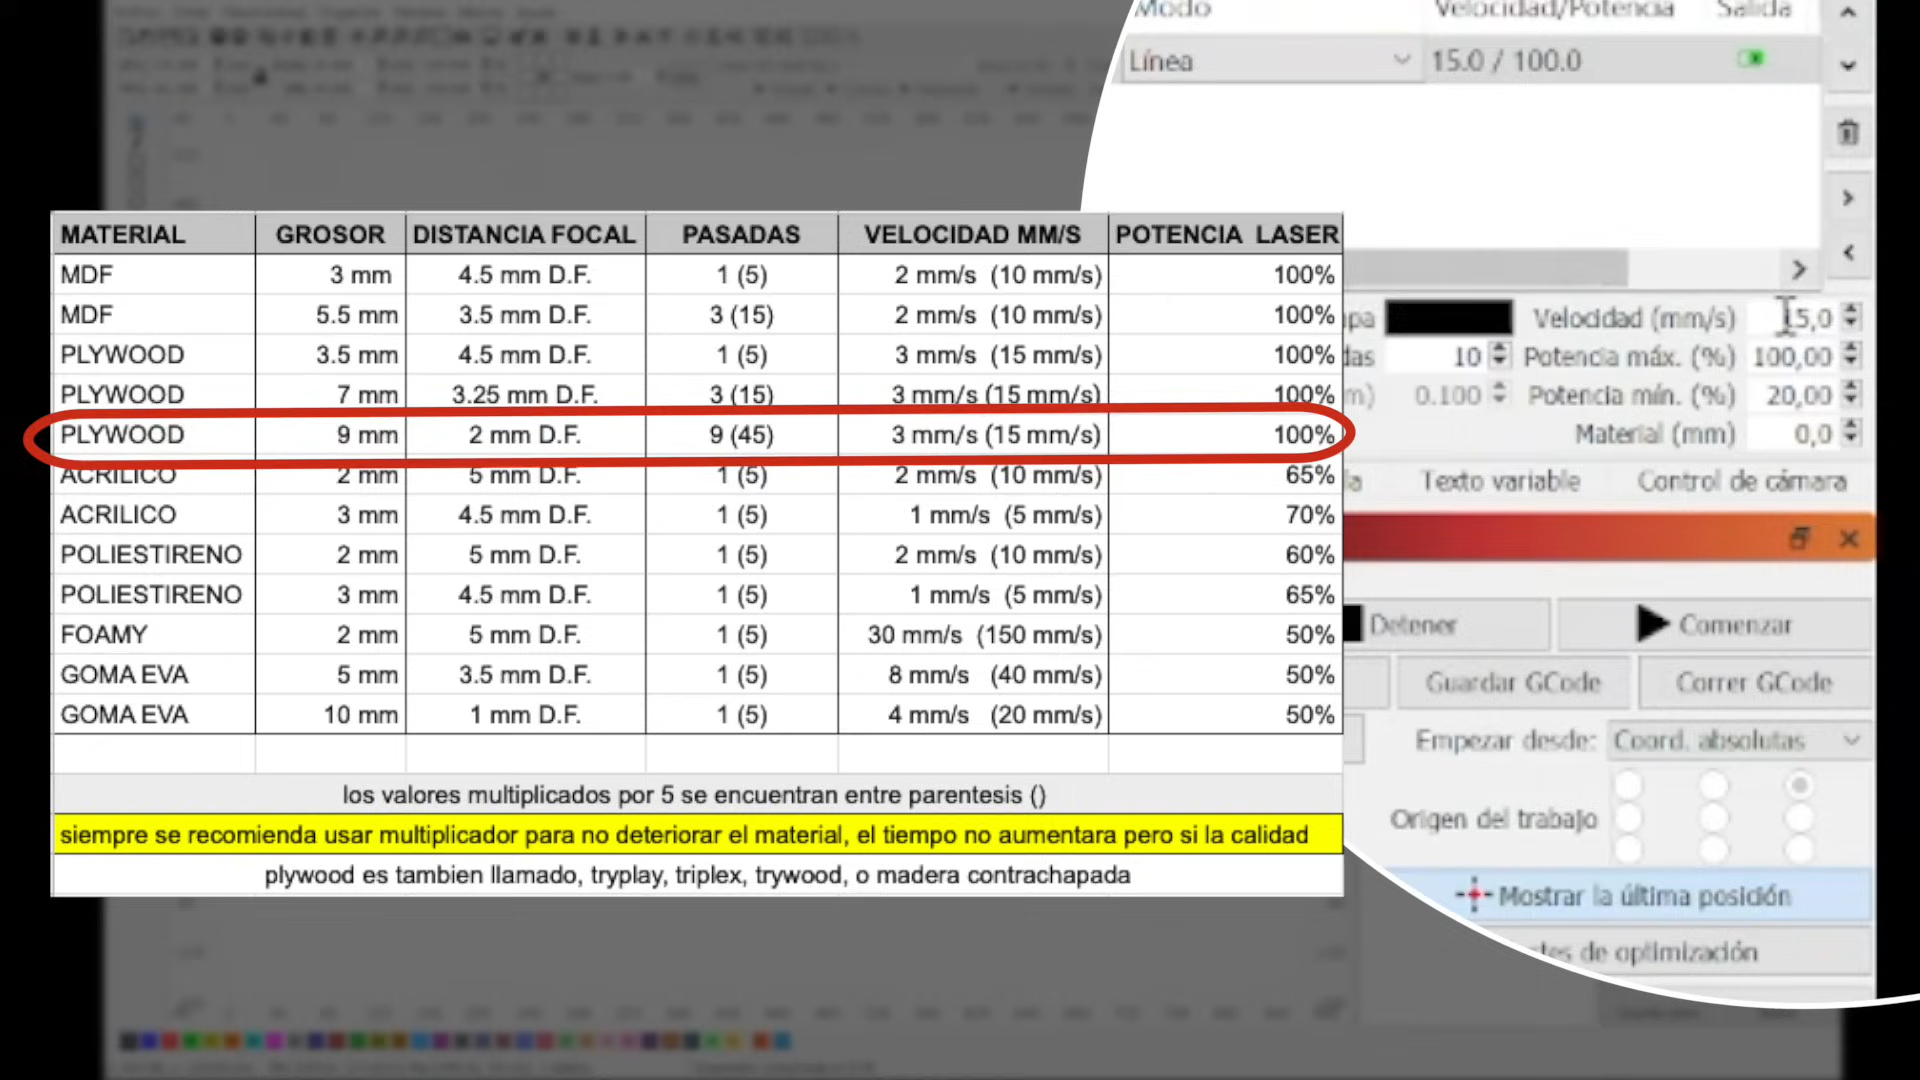 MATERIAL GROSOR DISTANCIA FOCAL PASADAS VELOCIDAD MM/S POTENCIA LASER
MDF 3 mm 4.5 mm D.F. 1 (5) 2 mm/s (10 mm/s) 100%
MDF 5.5 mm 3.5 mm D.F. 3 (15) 2 mm/s (10 mm/s) 100%
PLYWOOD 3.5 mm 4.5 mm D.F. 1 (5) 3 mm/s (15 mm/s) 100%
PLYWOOD 7 mm 3.25 mm D.F. 3 (15) 3 mm/s (15 mm/s) 100%
PLYWOOD 9 mm 2 mm D.F. 9 (45) 3 mm/s (15 mm/s) 100%
ACRILICO 2 mm 5 mm D.F. 1 (5) 2 mm/s (10 mm/s) 65%
ACRILICO 3 mm 4.5 mm D.F. 1 (5) 1 mm/s (5 mm/s) 70%
POLIESTIRENO 2 mm 5 mm D.F. 1 (5) 2 mm/s (10 mm/s) 60%
POLIESTIRENO 3 mm 4.5 mm D.F. 1 (5) 1 mm/s (5 mm/s) 65%
FOAMY 2 mm 5 mm D.F. 1 (5) 30 mm/s (150 mm/s) 50%
GOMA EVA 5 mm 3.5 mm D.F. 1 (5) 8 mm/s (40 mm/s) 50%
GOMA EVA 10 mm 1 mm D.F. 1 (5) 4 mm/s (20 mm/s) 50%
los valores multiplicados por 5 se encuentran entre parentesis ()
siempre se recomienda usar multiplicador para no deteriorar el material, el tiempo no aumentara pero si la calidad
plywood es tambien llamado, tryplay, triplex, trywood, o madera contrachapada
Modo Velocidad/Potencia Salida
Línea 15.0 / 100.0
Velocidad (mm/s) 15,0
10 Potencia máx. (%) 100,00
0.100 Potencia mín. (%) 20,00
Material (mm) 0,0
Texto variable Control de cámara
Detener Comenzar
Guardar GCode Correr GCode
Empezar desde: Coord. absolutas
Origen del trabajo
Mostrar la última posición
de optimización